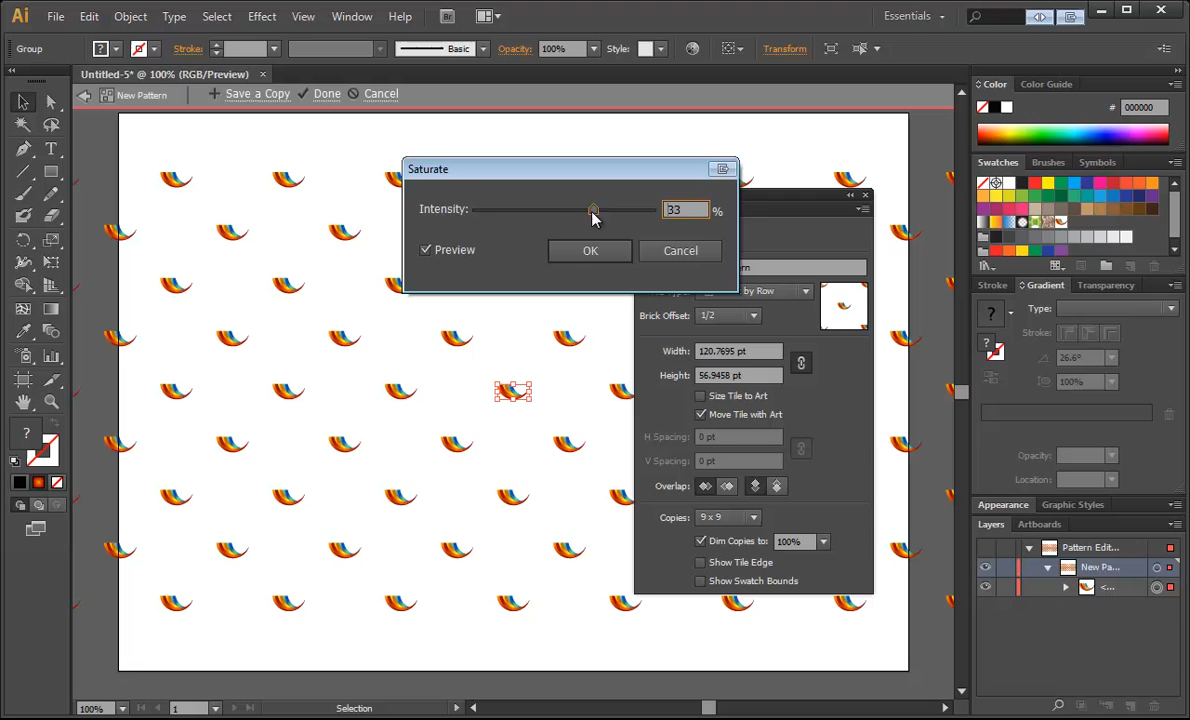 Ai File Edit Object Type Select Effect View Window Help Br Essentials
Group Stroke: Basic Opacity: 100% Style: Transform
Untitled-5* @ 100% (RGB/Preview) ×
New Pattern + Save a Copy Done Cancel
Saturate
Intensity: 33 %
Preview OK Cancel
by Row
Brick Offset: 1/2
Width: 120.7695 pt
Height: 56.9458 pt
Size Tile to Art
Move Tile with Art
H Spacing: 0 pt
V Spacing: 0 pt
Overlap:
Copies: 9 x 9
Dim Copies to: 100%
Show Tile Edge
Show Swatch Bounds
Color Color Guide
# 000000
Swatches Brushes Symbols
Stroke Gradient Transparency
? Type:
Stroke:
? 26.6°
100%
Opacity:
Location:
Appearance Graphic Styles
Layers Artboards
Pattern Edit...
New Pa...
<...
?
100% 1 Selection